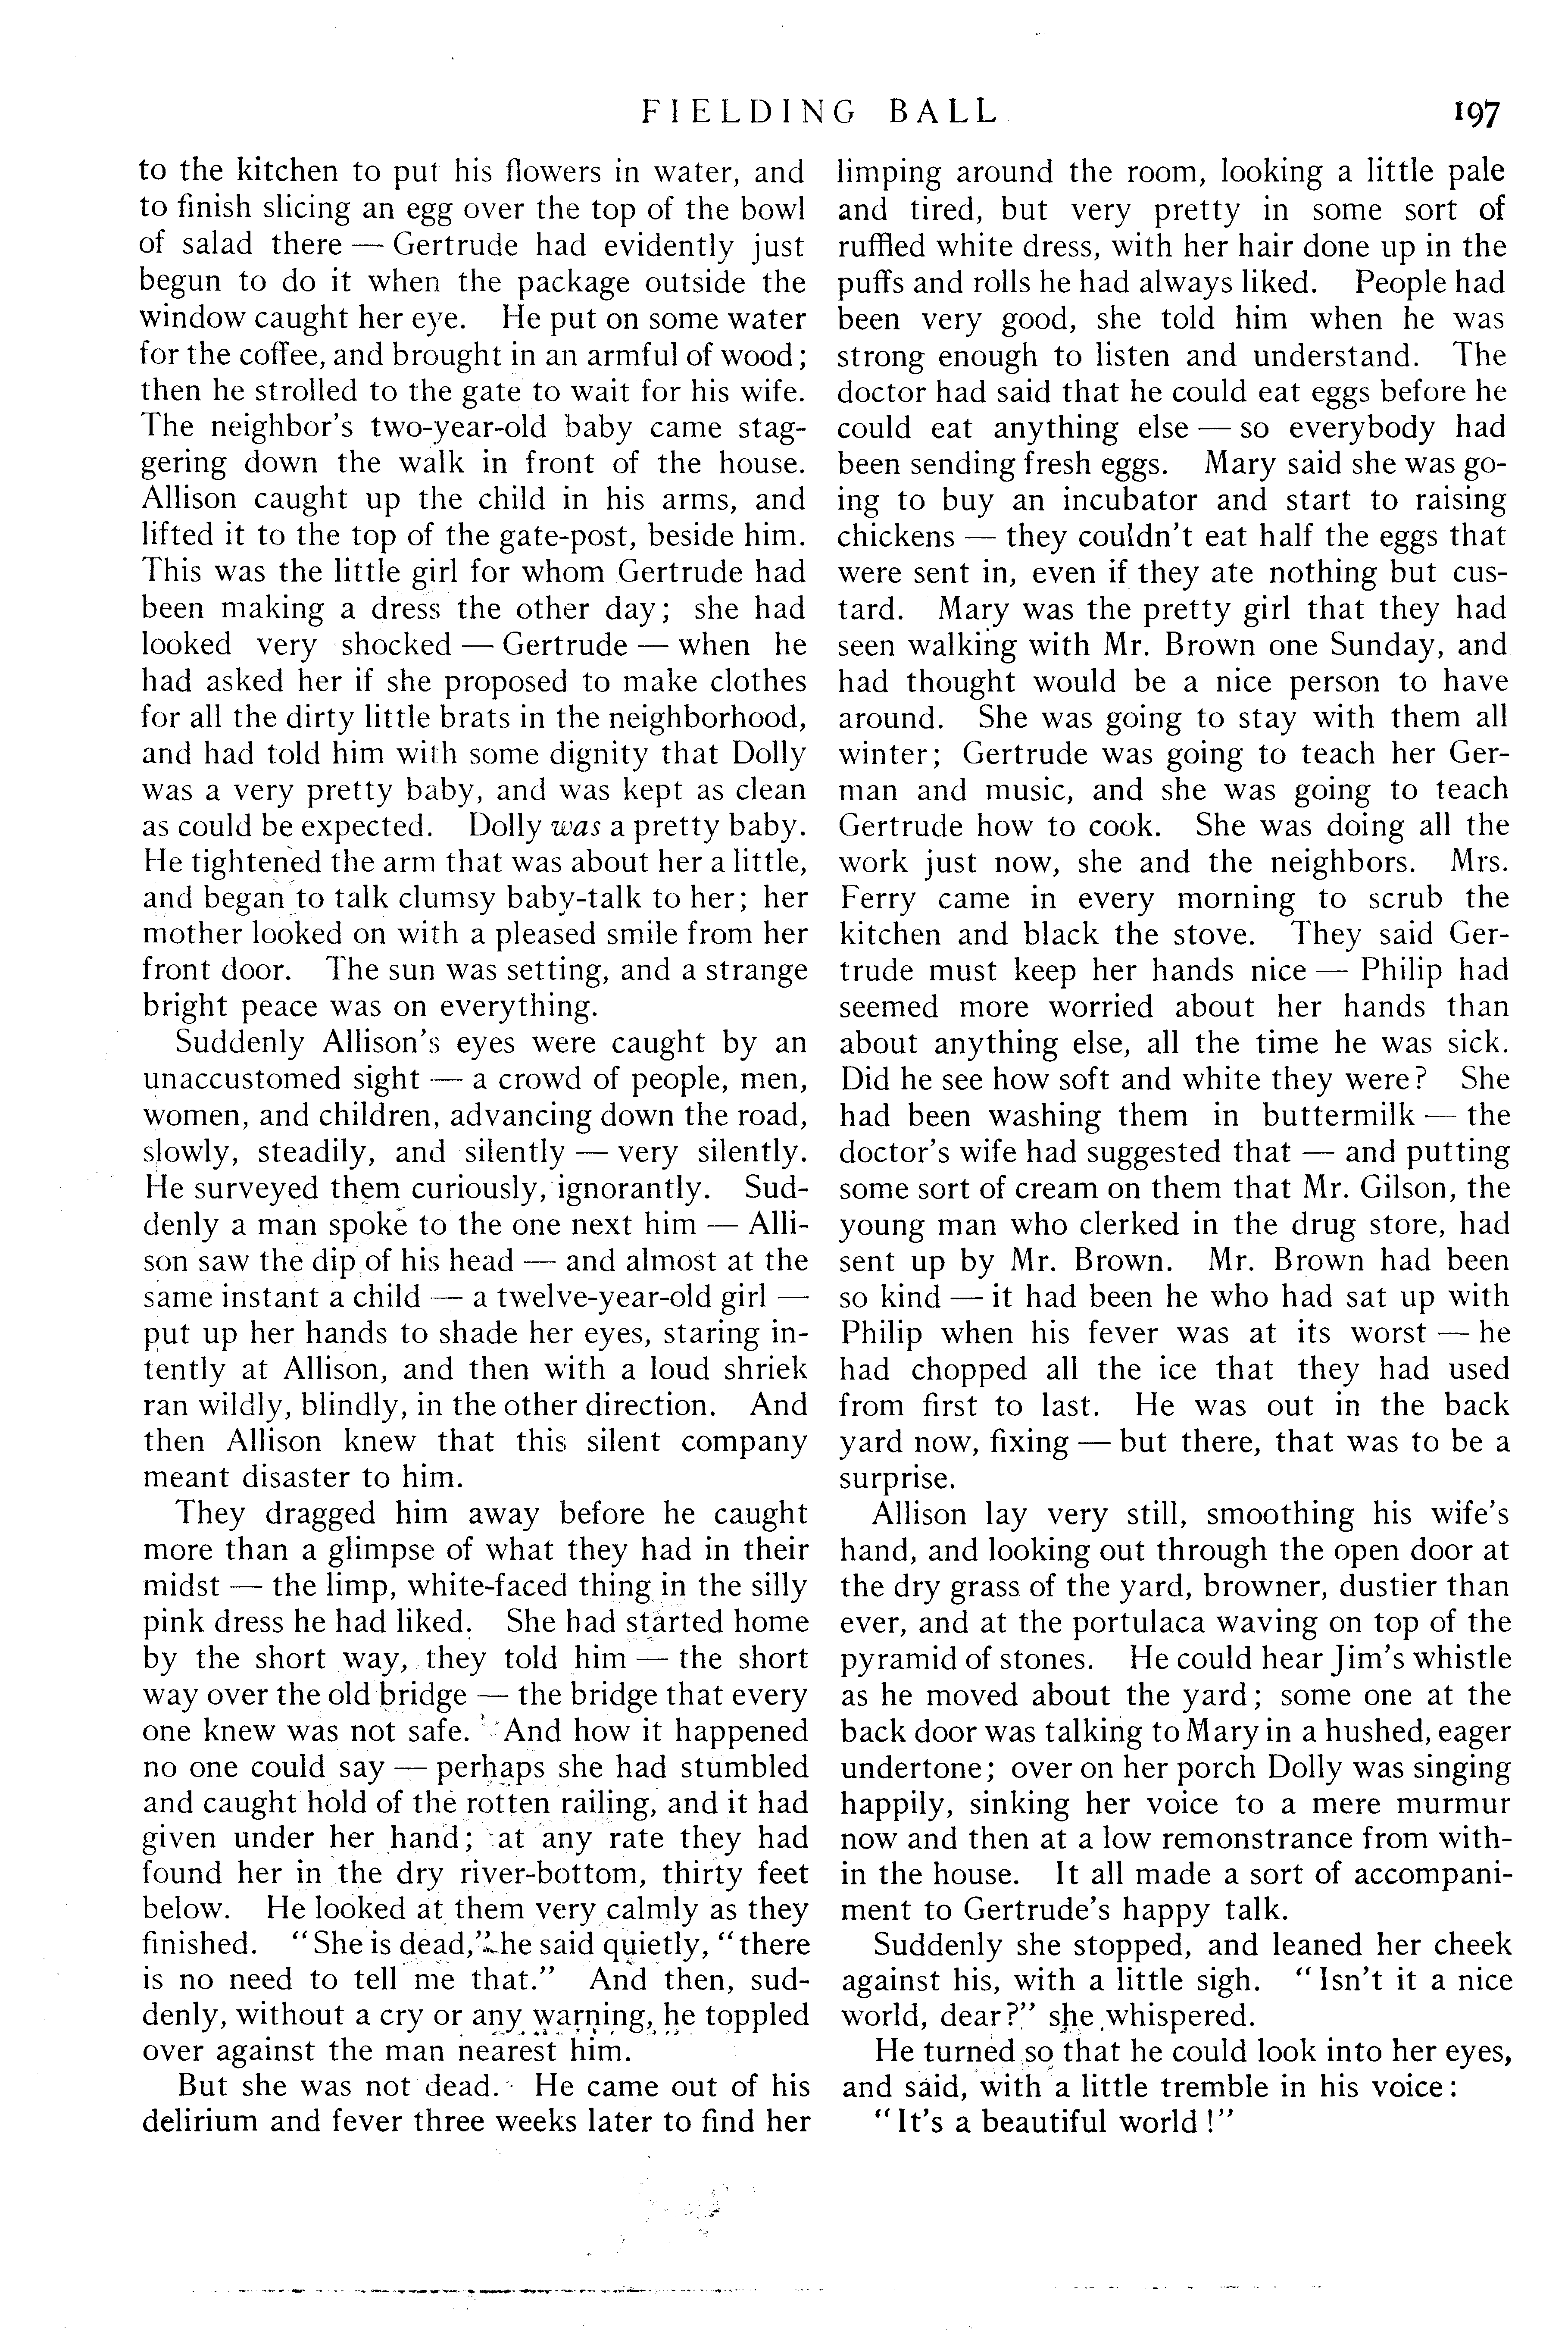 FIELDING BALL 197
to the kitchen to put his flowers in water, and
to finish slicing an egg over the top of the bowl
of salad there — Gertrude had evidently just
begun to do it when the package outside the
window caught her eye. He put on some water
for the coffee, and brought in an armful of wood;
then he strolled to the gate to wait for his wife.
The neighbor's two-year-old baby came stag-
gering down the walk in front of the house.
Allison caught up the child in his arms, and
lifted it to the top of the gate-post, beside him.
This was the little girl for whom Gertrude had
been making a dress the other day; she had
looked very shocked — Gertrude — when he
had asked her if she proposed to make clothes
for all the dirty little brats in the neighborhood,
and had told him with some dignity that Dolly
was a very pretty baby, and was kept as clean
as could be expected. Dolly was a pretty baby.
He tightened the arm that was about her a little,
and began to talk clumsy baby-talk to her; her
mother looked on with a pleased smile from her
front door. The sun was setting, and a strange
bright peace was on everything.
Suddenly Allison's eyes were caught by an
unaccustomed sight — a crowd of people, men,
women, and children, advancing down the road,
slowly, steadily, and silently — very silently.
He surveyed them curiously, ignorantly. Sud-
denly a man spoke to the one next him — Alli-
son saw the dip of his head — and almost at the
same instant a child — a twelve-year-old girl —
put up her hands to shade her eyes, staring in-
tently at Allison, and then with a loud shriek
ran wildly, blindly, in the other direction. And
then Allison knew that this silent company
meant disaster to him.
They dragged him away before he caught
more than a glimpse of what they had in their
midst — the limp, white-faced thing in the silly
pink dress he had liked. She had started home
by the short way, they told him — the short
way over the old bridge — the bridge that every
one knew was not safe. And how it happened
no one could say — perhaps she had stumbled
and caught hold of the rotten railing, and it had
given under her hand; at any rate they had
found her in the dry river-bottom, thirty feet
below. He looked at them very calmly as they
finished. "She is dead," he said quietly, "there
is no need to tell me that." And then, sud-
denly, without a cry or any warning, he toppled
over against the man nearest him.
But she was not dead. He came out of his
delirium and fever three weeks later to find her
limping around the room, looking a little pale
and tired, but very pretty in some sort of
ruffled white dress, with her hair done up in the
puffs and rolls he had always liked. People had
been very good, she told him when he was
strong enough to listen and understand. The
doctor had said that he could eat eggs before he
could eat anything else — so everybody had
been sending fresh eggs. Mary said she was go-
ing to buy an incubator and start to raising
chickens — they couldn't eat half the eggs that
were sent in, even if they ate nothing but cus-
tard. Mary was the pretty girl that they had
seen walking with Mr. Brown one Sunday, and
had thought would be a nice person to have
around. She was going to stay with them all
winter; Gertrude was going to teach her Ger-
man and music, and she was going to teach
Gertrude how to cook. She was doing all the
work just now, she and the neighbors. Mrs.
Ferry came in every morning to scrub the
kitchen and black the stove. They said Ger-
trude must keep her hands nice — Philip had
seemed more worried about her hands than
about anything else, all the time he was sick.
Did he see how soft and white they were? She
had been washing them in buttermilk — the
doctor's wife had suggested that — and putting
some sort of cream on them that Mr. Gilson, the
young man who clerked in the drug store, had
sent up by Mr. Brown. Mr. Brown had been
so kind — it had been he who had sat up with
Philip when his fever was at its worst — he
had chopped all the ice that they had used
from first to last. He was out in the back
yard now, fixing — but there, that was to be a
surprise.
Allison lay very still, smoothing his wife's
hand, and looking out through the open door at
the dry grass of the yard, browner, dustier than
ever, and at the portulaca waving on top of the
pyramid of stones. He could hear Jim's whistle
as he moved about the yard; some one at the
back door was talking to Mary in a hushed, eager
undertone; over on her porch Dolly was singing
happily, sinking her voice to a mere murmur
now and then at a low remonstrance from with-
in the house. It all made a sort of accompani-
ment to Gertrude's happy talk.
Suddenly she stopped, and leaned her cheek
against his, with a little sigh. "Isn't it a nice
world, dear?" she whispered.
He turned so that he could look into her eyes,
and said, with a little tremble in his voice:
"It's a beautiful world!"